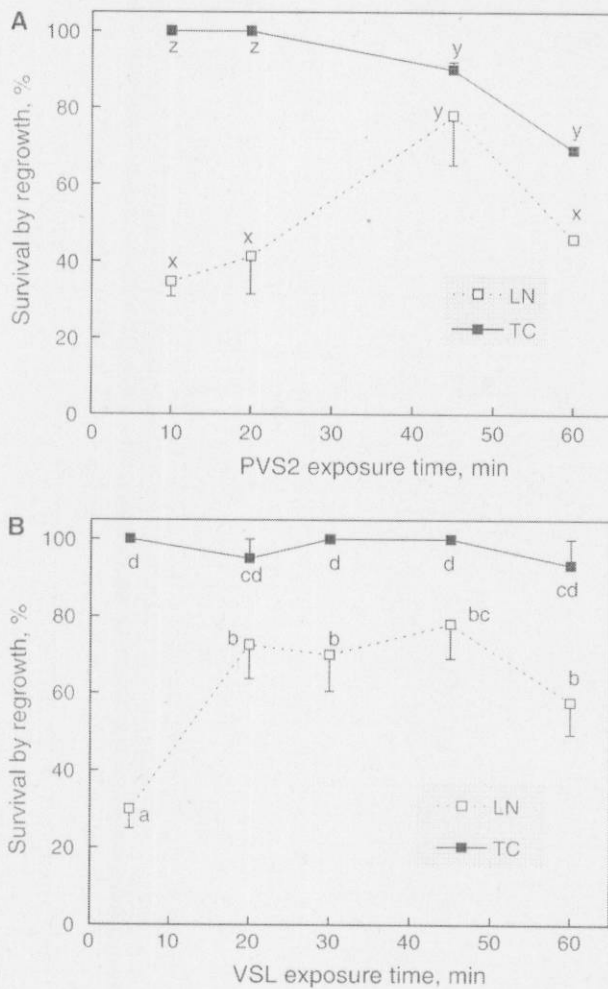 A
Survival by regrowth, %
100
80
60
40
20
0
z
z
y
y
y
x
x
x
LN
TC
0
10
20
30
40
50
60
PVS2 exposure time, min
B
Survival by regrowth, %
100
80
60
40
20
0
d
cd
d
d
cd
b
b
bc
b
a
LN
TC
0
10
20
30
40
50
60
VSL exposure time, min